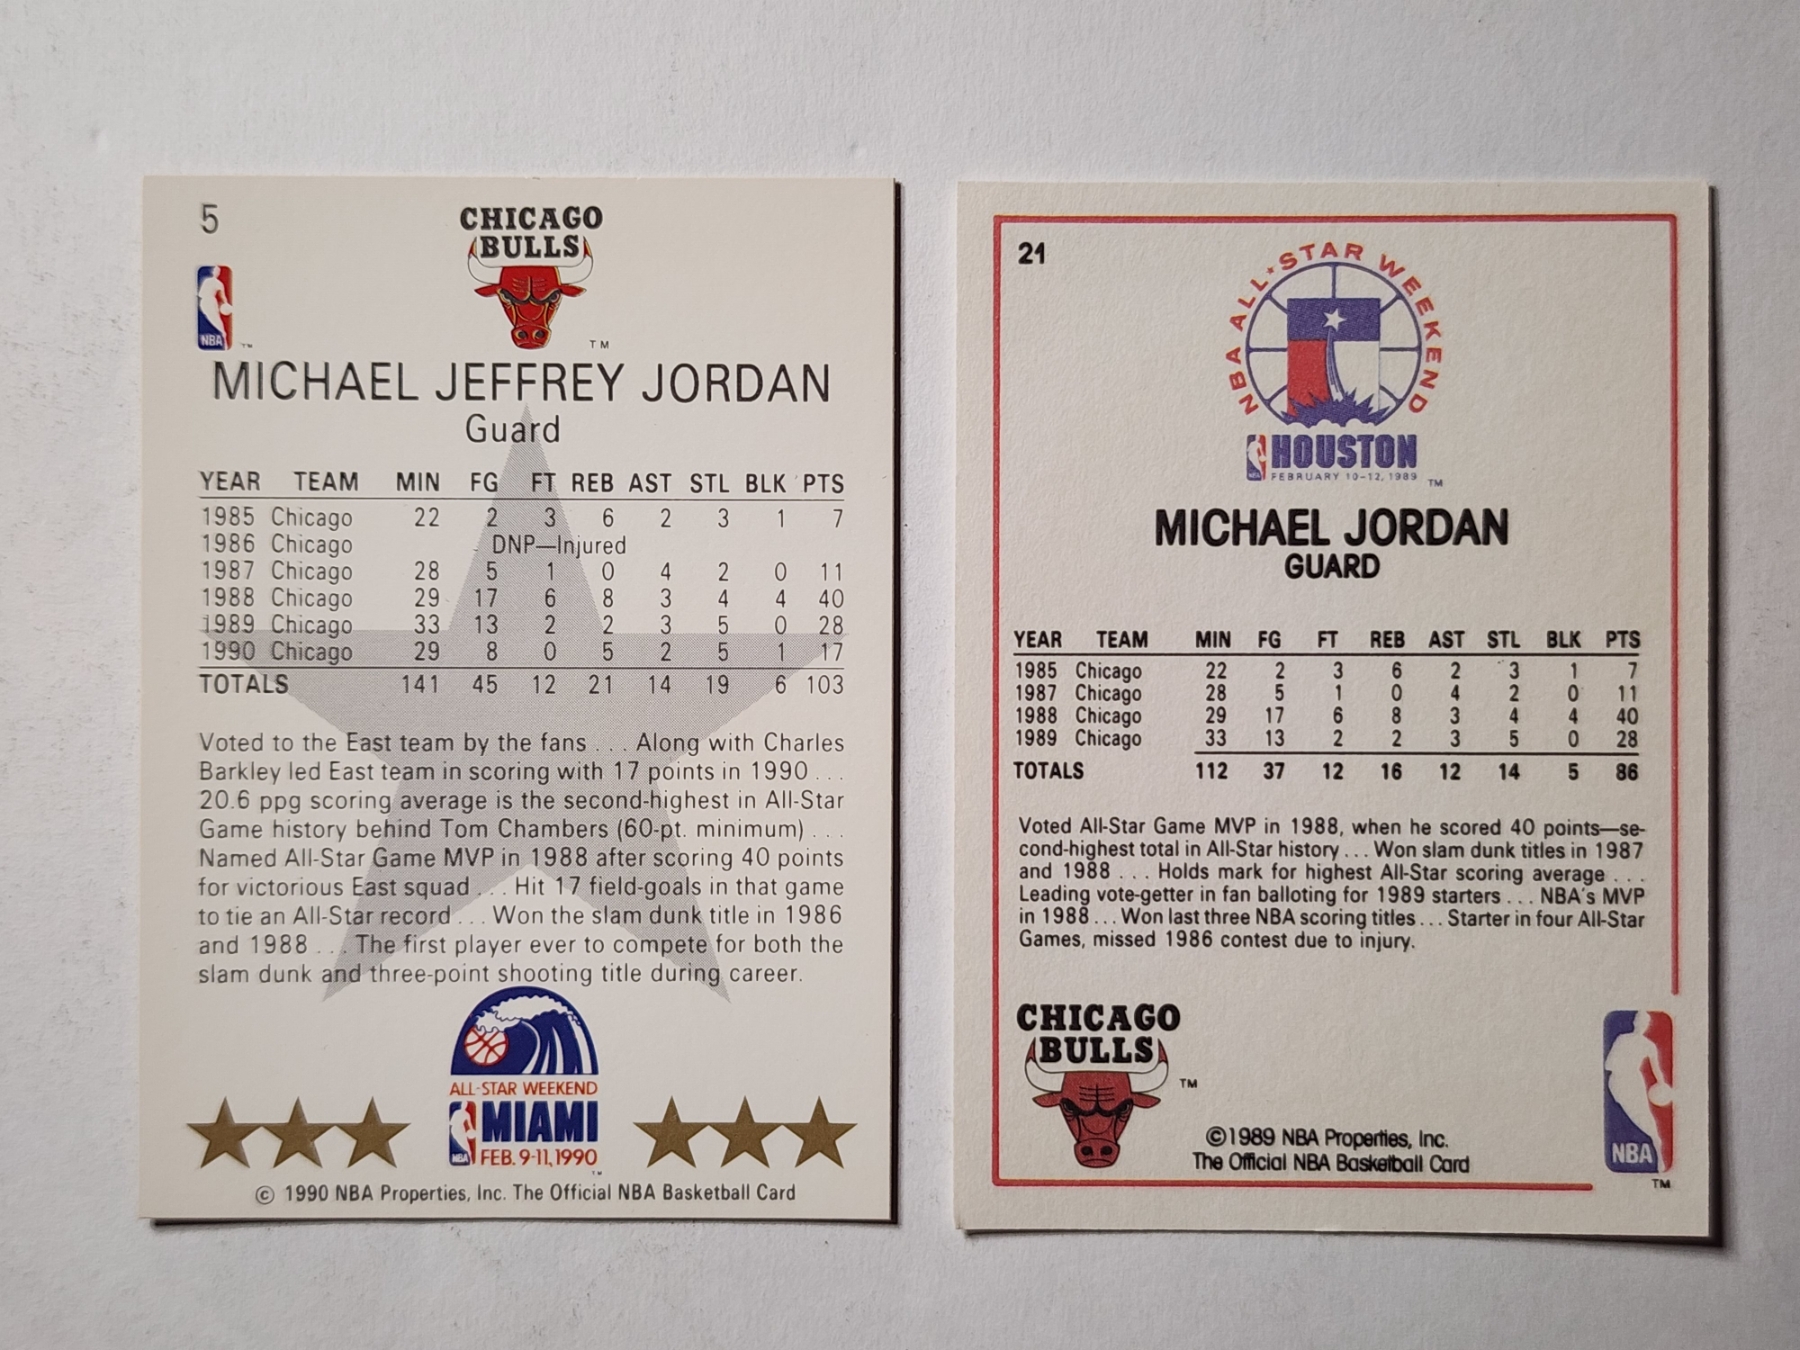 5
CHICAGO
BULLS
NBA
TM
TM
MICHAEL JEFFREY JORDAN
Guard
YEAR TEAM MIN FG FT REB AST STL BLK PTS
1985 Chicago 22 2 3 6 2 3 1 7
1986 Chicago DNP—Injured
1987 Chicago 28 5 1 0 4 2 0 11
1988 Chicago 29 17 6 8 3 4 4 40
1989 Chicago 33 13 2 2 3 5 0 28
1990 Chicago 29 8 0 5 2 5 1 17
TOTALS 141 45 12 21 14 19 6 103
Voted to the East team by the fans . . . Along with Charles
Barkley led East team in scoring with 17 points in 1990 . . .
20.6 ppg scoring average is the second-highest in All-Star
Game history behind Tom Chambers (60-pt. minimum) . . .
Named All-Star Game MVP in 1988 after scoring 40 points
for victorious East squad . . . Hit 17 field-goals in that game
to tie an All-Star record . . . Won the slam dunk title in 1986
and 1988 . . . The first player ever to compete for both the
slam dunk and three-point shooting title during career.
ALL-STAR WEEKEND
MIAMI
NBA FEB. 9-11, 1990
TM
© 1990 NBA Properties, Inc. The Official NBA Basketball Card
21
NBA ALL★STAR WEEKEND
HOUSTON
NBA FEBRUARY 10-12, 1989
TM
MICHAEL JORDAN
GUARD
YEAR TEAM MIN FG FT REB AST STL BLK PTS
1985 Chicago 22 2 3 6 2 3 1 7
1987 Chicago 28 5 1 0 4 2 0 11
1988 Chicago 29 17 6 8 3 4 4 40
1989 Chicago 33 13 2 2 3 5 0 28
TOTALS 112 37 12 16 12 14 5 86
Voted All-Star Game MVP in 1988, when he scored 40 points—se-
cond-highest total in All-Star history . . . Won slam dunk titles in 1987
and 1988 . . . Holds mark for highest All-Star scoring average . . .
Leading vote-getter in fan balloting for 1989 starters . . . NBA's MVP
in 1988 . . . Won last three NBA scoring titles . . . Starter in four All-Star
Games, missed 1986 contest due to injury.
CHICAGO
BULLS
TM
©1989 NBA Properties, Inc.
The Official NBA Basketball Card
NBA
TM